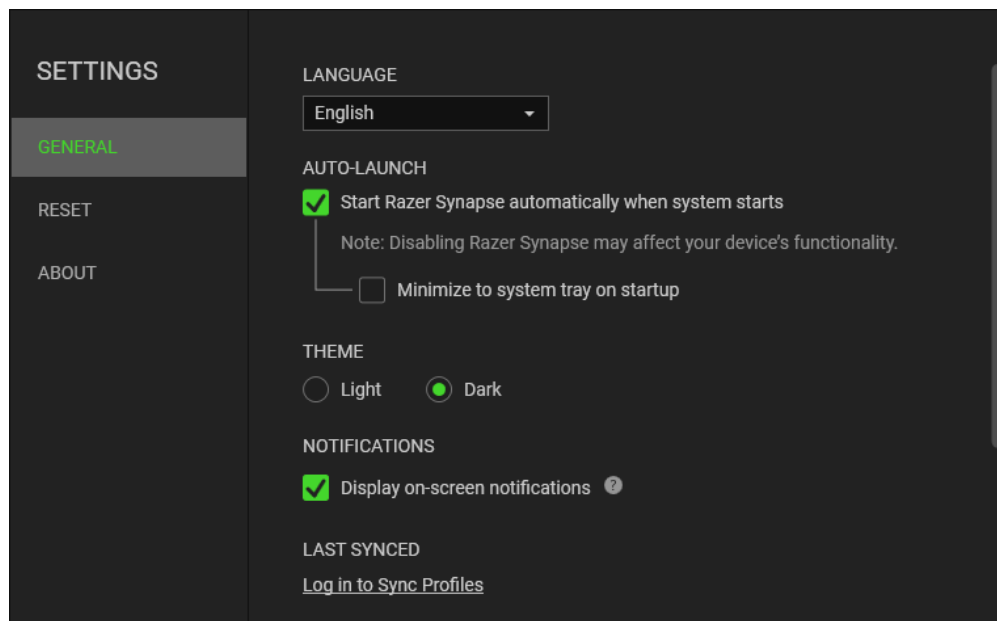 SETTINGS
GENERAL
RESET
ABOUT
LANGUAGE
English
AUTO-LAUNCH
Start Razer Synapse automatically when system starts
Note: Disabling Razer Synapse may affect your device’s functionality.
Minimize to system tray on startup
THEME
Light Dark
NOTIFICATIONS
Display on-screen notifications ?
LAST SYNCED
Log in to Sync Profiles